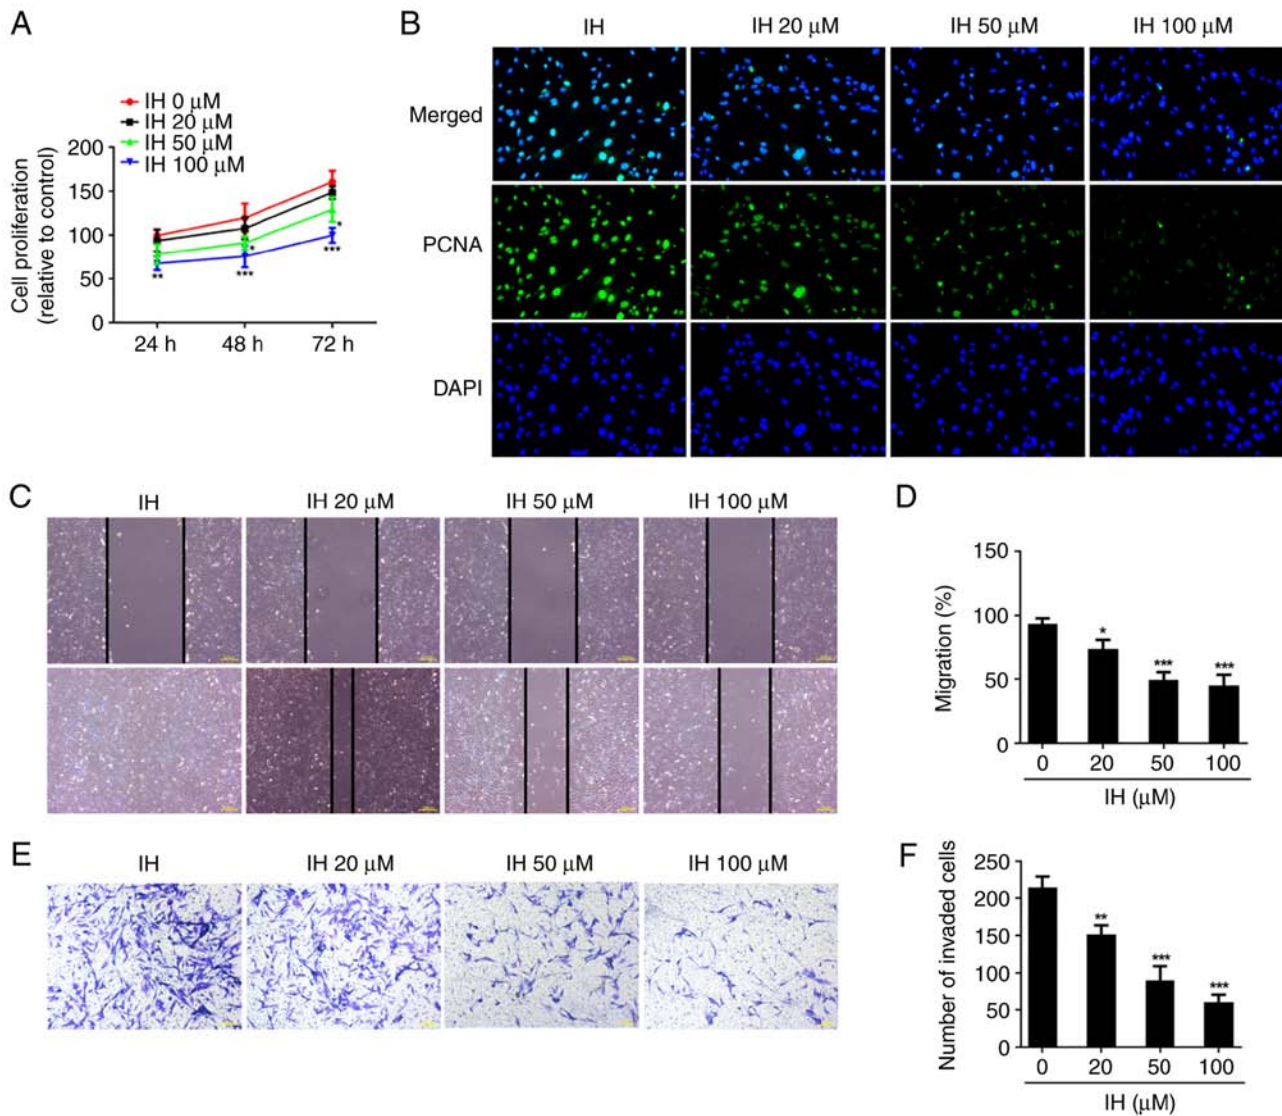 A
IH 0 μM
IH 20 μM
IH 50 μM
IH 100 μM
Cell proliferation
(relative to control)
200
150
100
50
0
**
***
*
***
*
24 h
48 h
72 h
B
IH
IH 20 μM
IH 50 μM
IH 100 μM
Merged
PCNA
DAPI
C
IH
IH 20 μM
IH 50 μM
IH 100 μM
D
Migration (%)
150
100
50
0
*
***
***
0
20
50
100
IH (μM)
E
IH
IH 20 μM
IH 50 μM
IH 100 μM
F
Number of invaded cells
250
200
150
100
50
0
**
***
***
0
20
50
100
IH (μM)